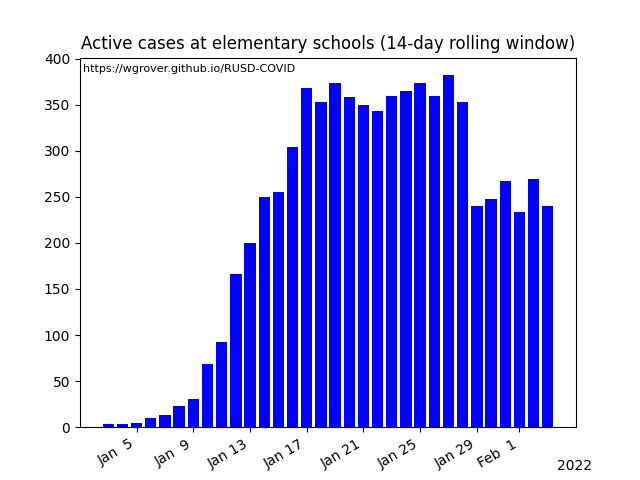 Active cases at elementary schools (14-day rolling window)
https://wgrover.github.io/RUSD-COVID
400
350
300
250
200
150
100
50
0
Jan 5
Jan 9
Jan 13
Jan 17
Jan 21
Jan 25
Jan 29
Feb 1
2022